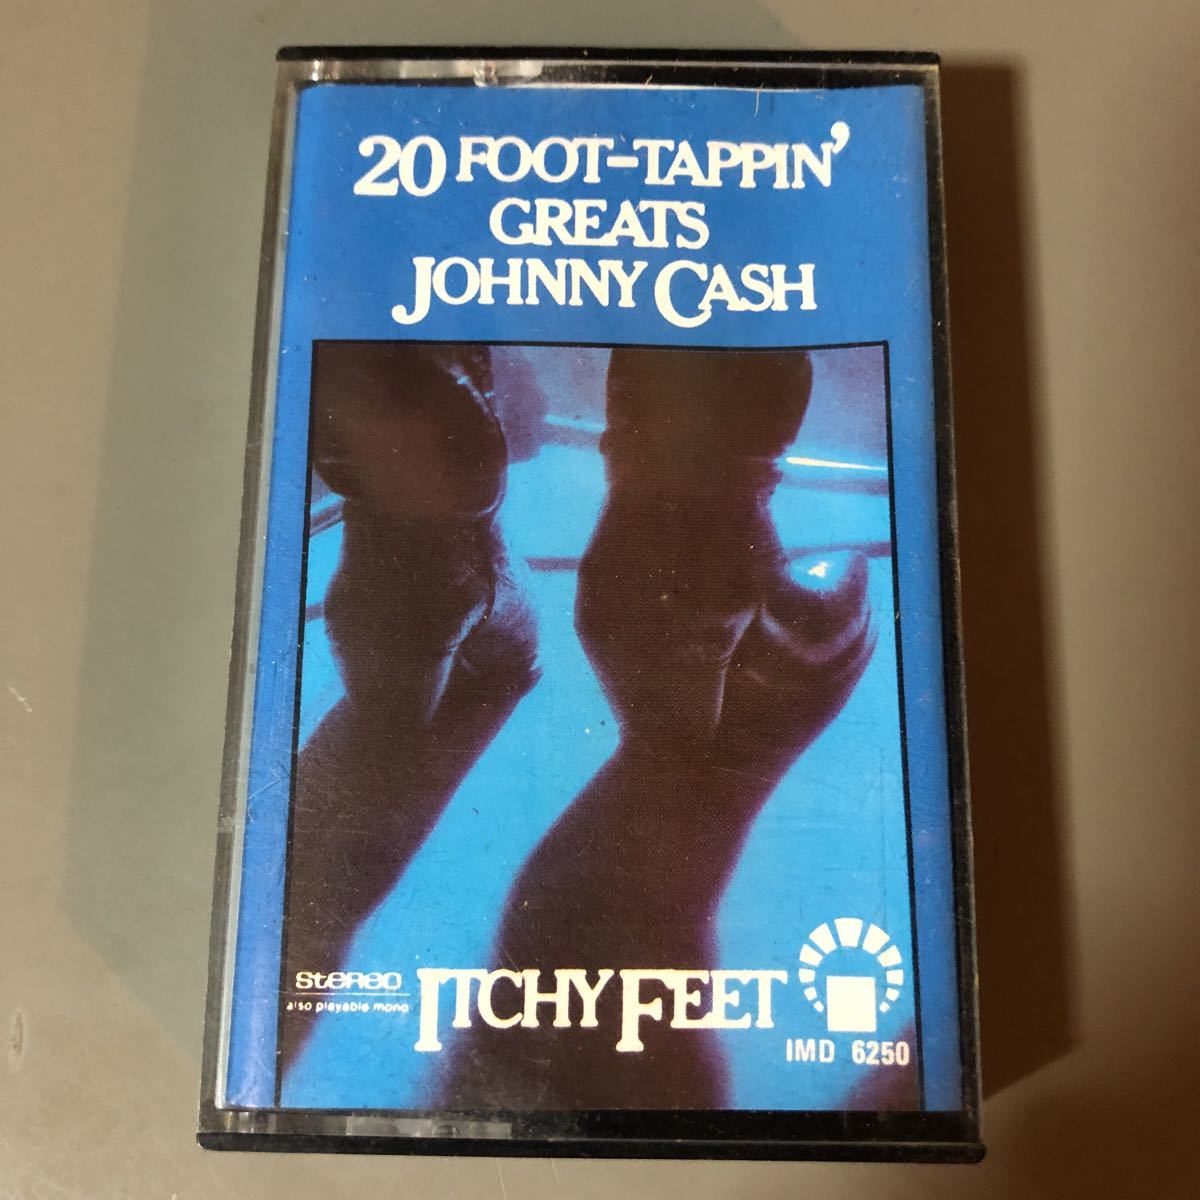 20 FOOT-TAPPIN'
GREATS
JOHNNY CASH
stereo
also playable mono
ITCHY FEET
IMD 6250